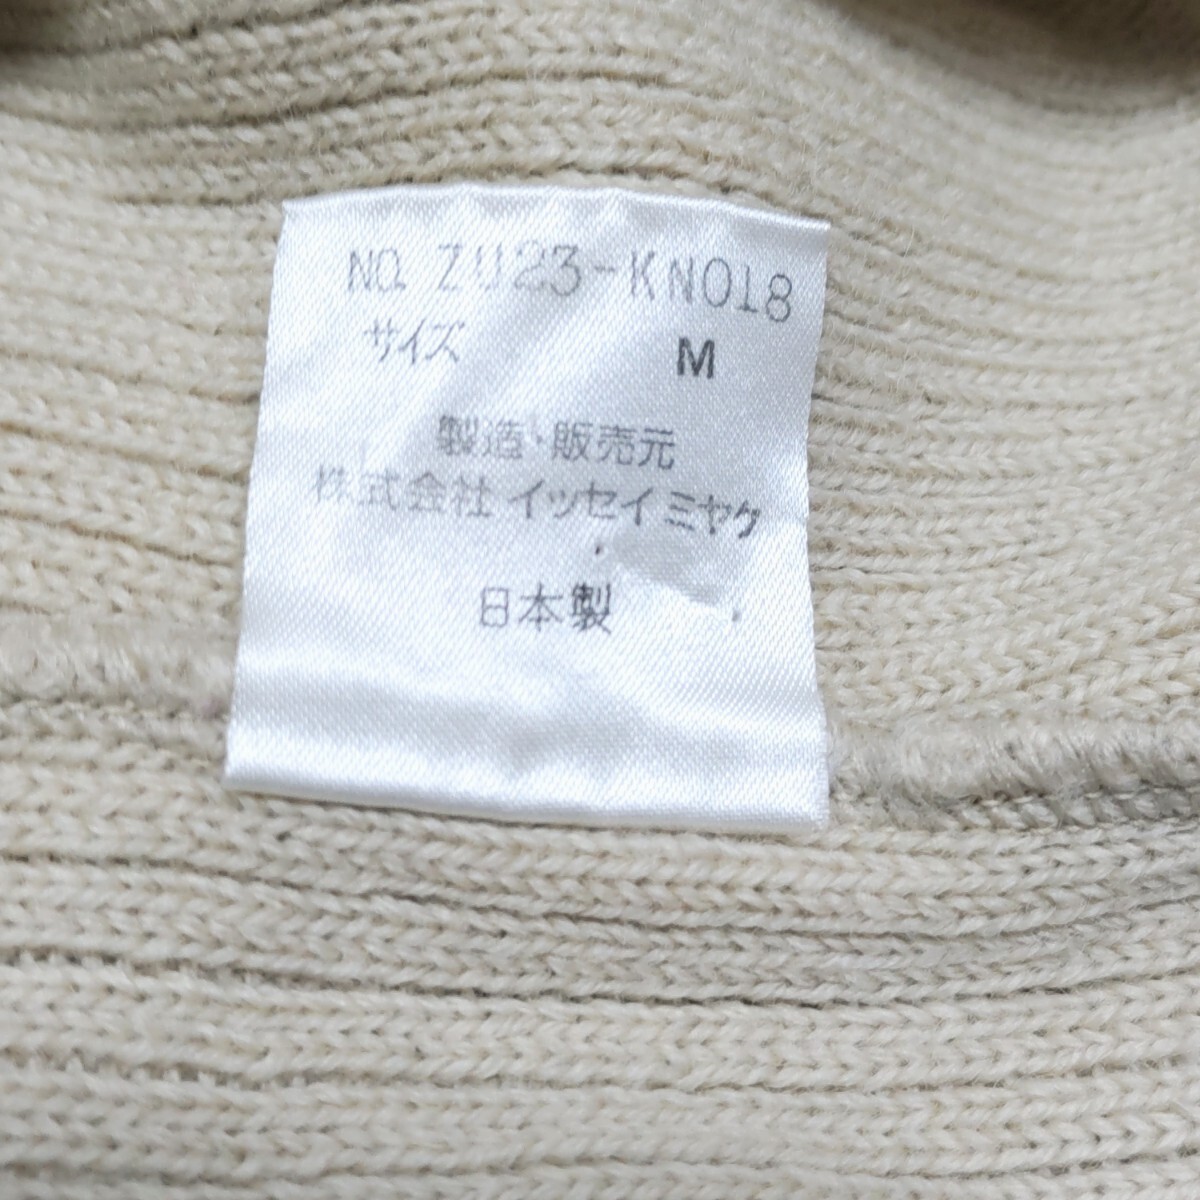 NO. ZU23-KN018
サイズ M
製造・販売元
株式会社 イッセイ ミヤケ
日本製